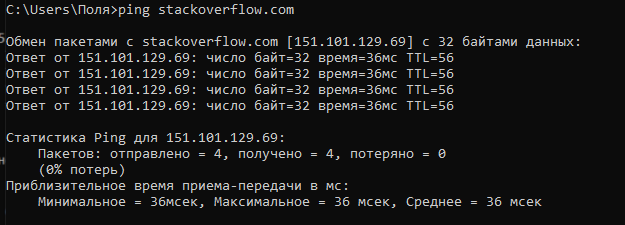 C:\Users\Поля>ping stackoverflow.com
Обмен пакетами с stackoverflow.com [151.101.129.69] с 32 байтами данных:
Ответ от 151.101.129.69: число байт=32 время=36мс TTL=56
Ответ от 151.101.129.69: число байт=32 время=36мс TTL=56
Ответ от 151.101.129.69: число байт=32 время=36мс TTL=56
Ответ от 151.101.129.69: число байт=32 время=36мс TTL=56
Статистика Ping для 151.101.129.69:
Пакетов: отправлено = 4, получено = 4, потеряно = 0
(0% потерь)
Приблизительное время приема-передачи в мс:
Минимальное = 36мсек, Максимальное = 36 мсек, Среднее = 36 мсек